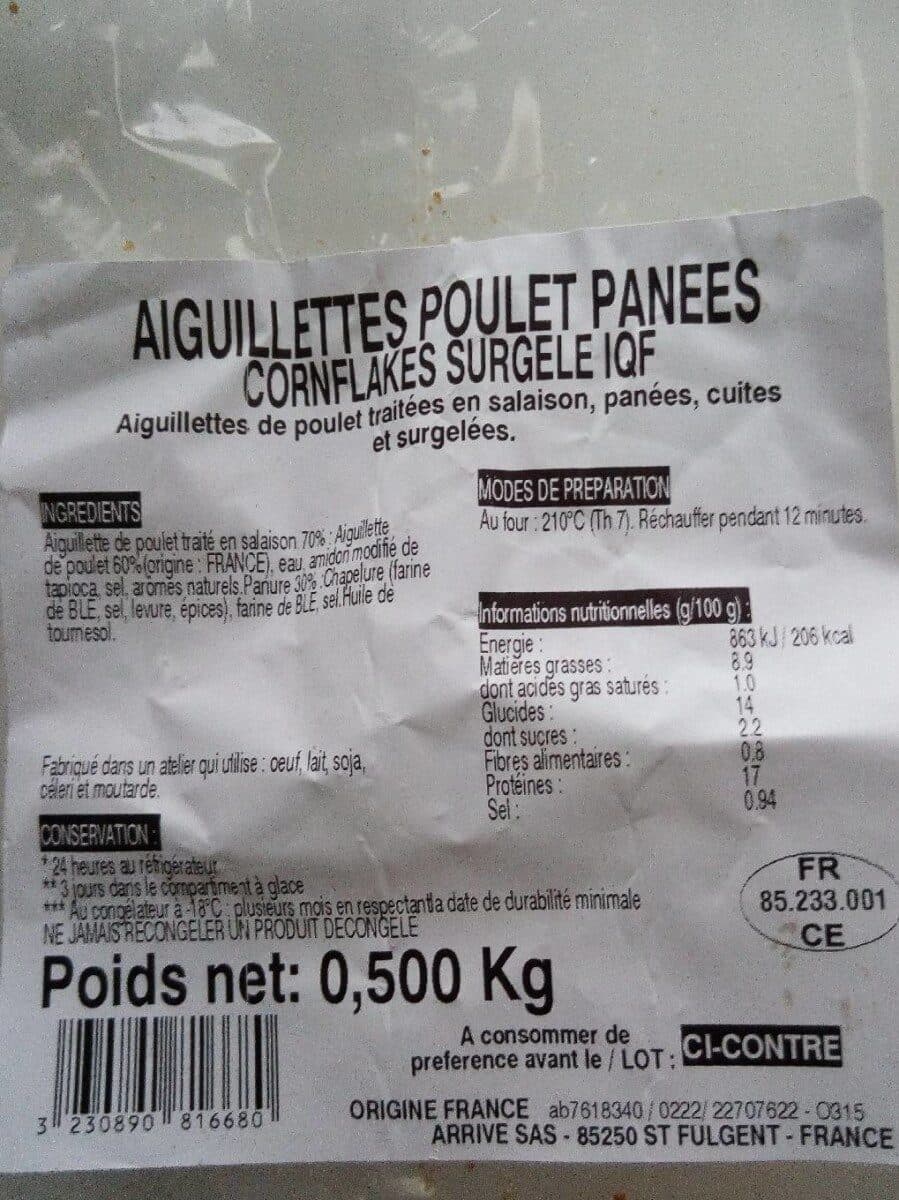 AIGUILLETTES POULET PANEES
CORNFLAKES SURGELE IQF
Aiguillettes de poulet traitées en salaison, panées, cuites
et surgelées.
INGREDIENTS
Aiguillette de poulet traité en salaison 70% : Aiguillette
de poulet 60% (origine : FRANCE), eau, amidon modifié de
tapioca, sel, arômes naturels.Panure 30% :Chapelure (farine
de BLE, sel, levure, épices), farine de BLE, sel.Huile de
tournesol.
Fabriqué dans un atelier qui utilise : oeuf, lait, soja,
céleri et moutarde.
CONSERVATION :
* 24 heures au réfrigérateur
** 3 jours dans le compartiment à glace
*** Au congélateur à -18°C : plusieurs mois en respectantla date de durabilité minimale
NE JAMAIS RECONGELER UN PRODUIT DECONGELE
MODES DE PREPARATION
Au four : 210°C (Th 7). Réchauffer pendant 12 minutes.
Informations nutritionnelles (g/100 g) :
Energie : 863 kJ / 206 kcal
Matières grasses : 8.9
dont acides gras saturés : 1.0
Glucides : 14
dont sucres : 2.2
Fibres alimentaires : 0.8
Protéines : 17
Sel : 0.94
FR
85.233.001
CE
Poids net: 0,500 Kg
A consommer de
preference avant le / LOT : CI-CONTRE
3 230890 816680
ORIGINE FRANCE ab7618340 / 0222/ 22707622 - 0315
ARRIVE SAS - 85250 ST FULGENT - FRANCE